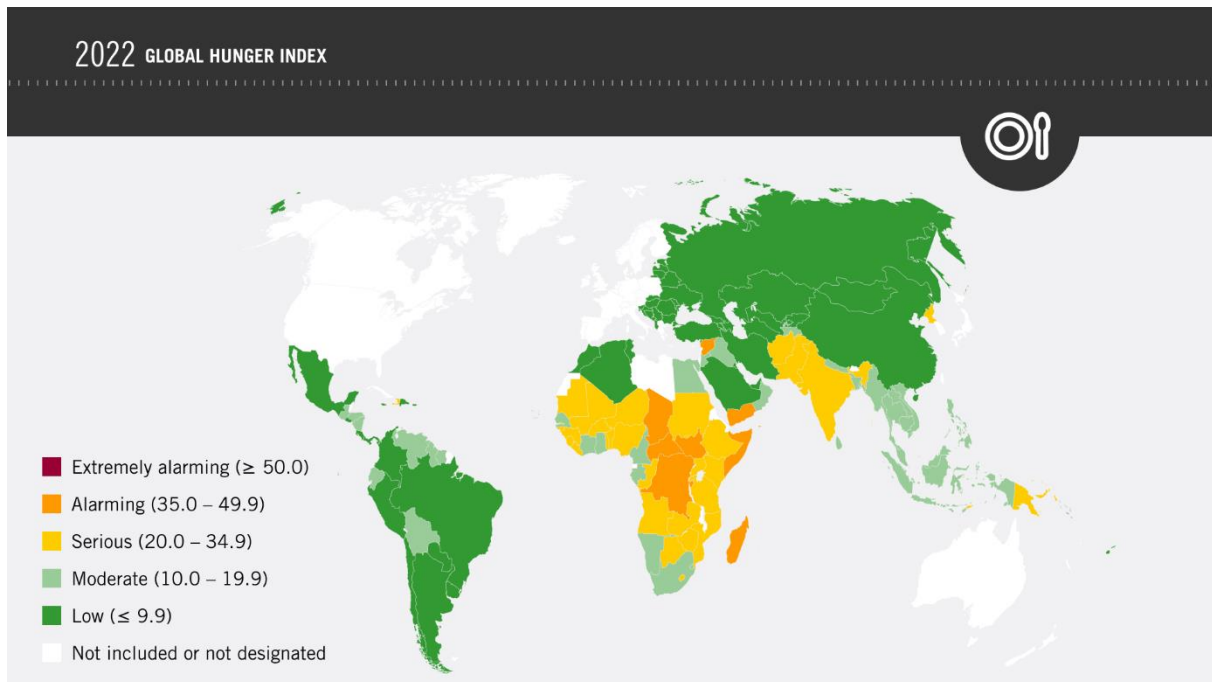 2022 GLOBAL HUNGER INDEX
Extremely alarming (≥ 50.0)
Alarming (35.0 – 49.9)
Serious (20.0 – 34.9)
Moderate (10.0 – 19.9)
Low (≤ 9.9)
Not included or not designated